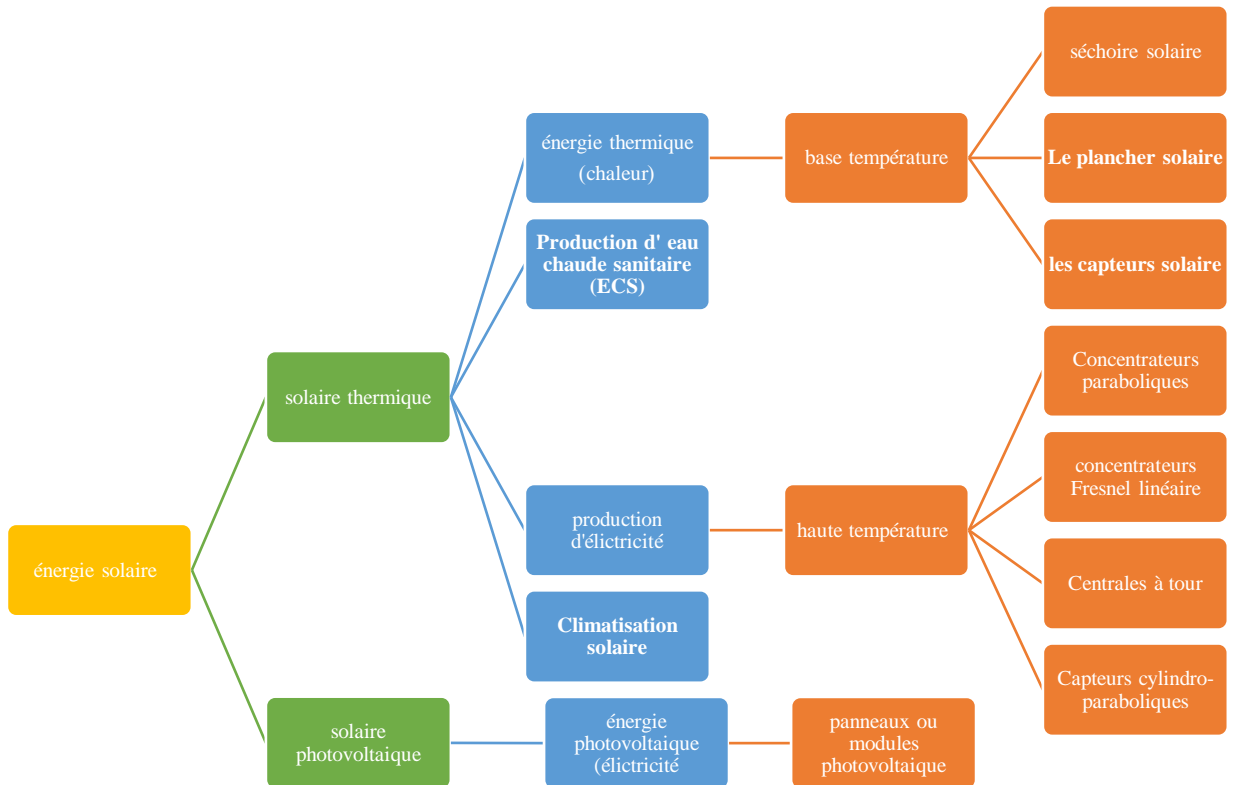 énergie solaire
solaire thermique
énergie thermique
(chaleur)
base température
séchoire solaire
Le plancher solaire
les capteurs solaire
Production d' eau
chaude sanitaire
(ECS)
production
d'élictricité
haute température
Concentrateurs
paraboliques
concentrateurs
Fresnel linéaire
Centrales à tour
Capteurs cylindro-
paraboliques
Climatisation
solaire
solaire
photovoltaique
énergie
photovoltaique
(élictricité
panneaux ou
modules
photovoltaique